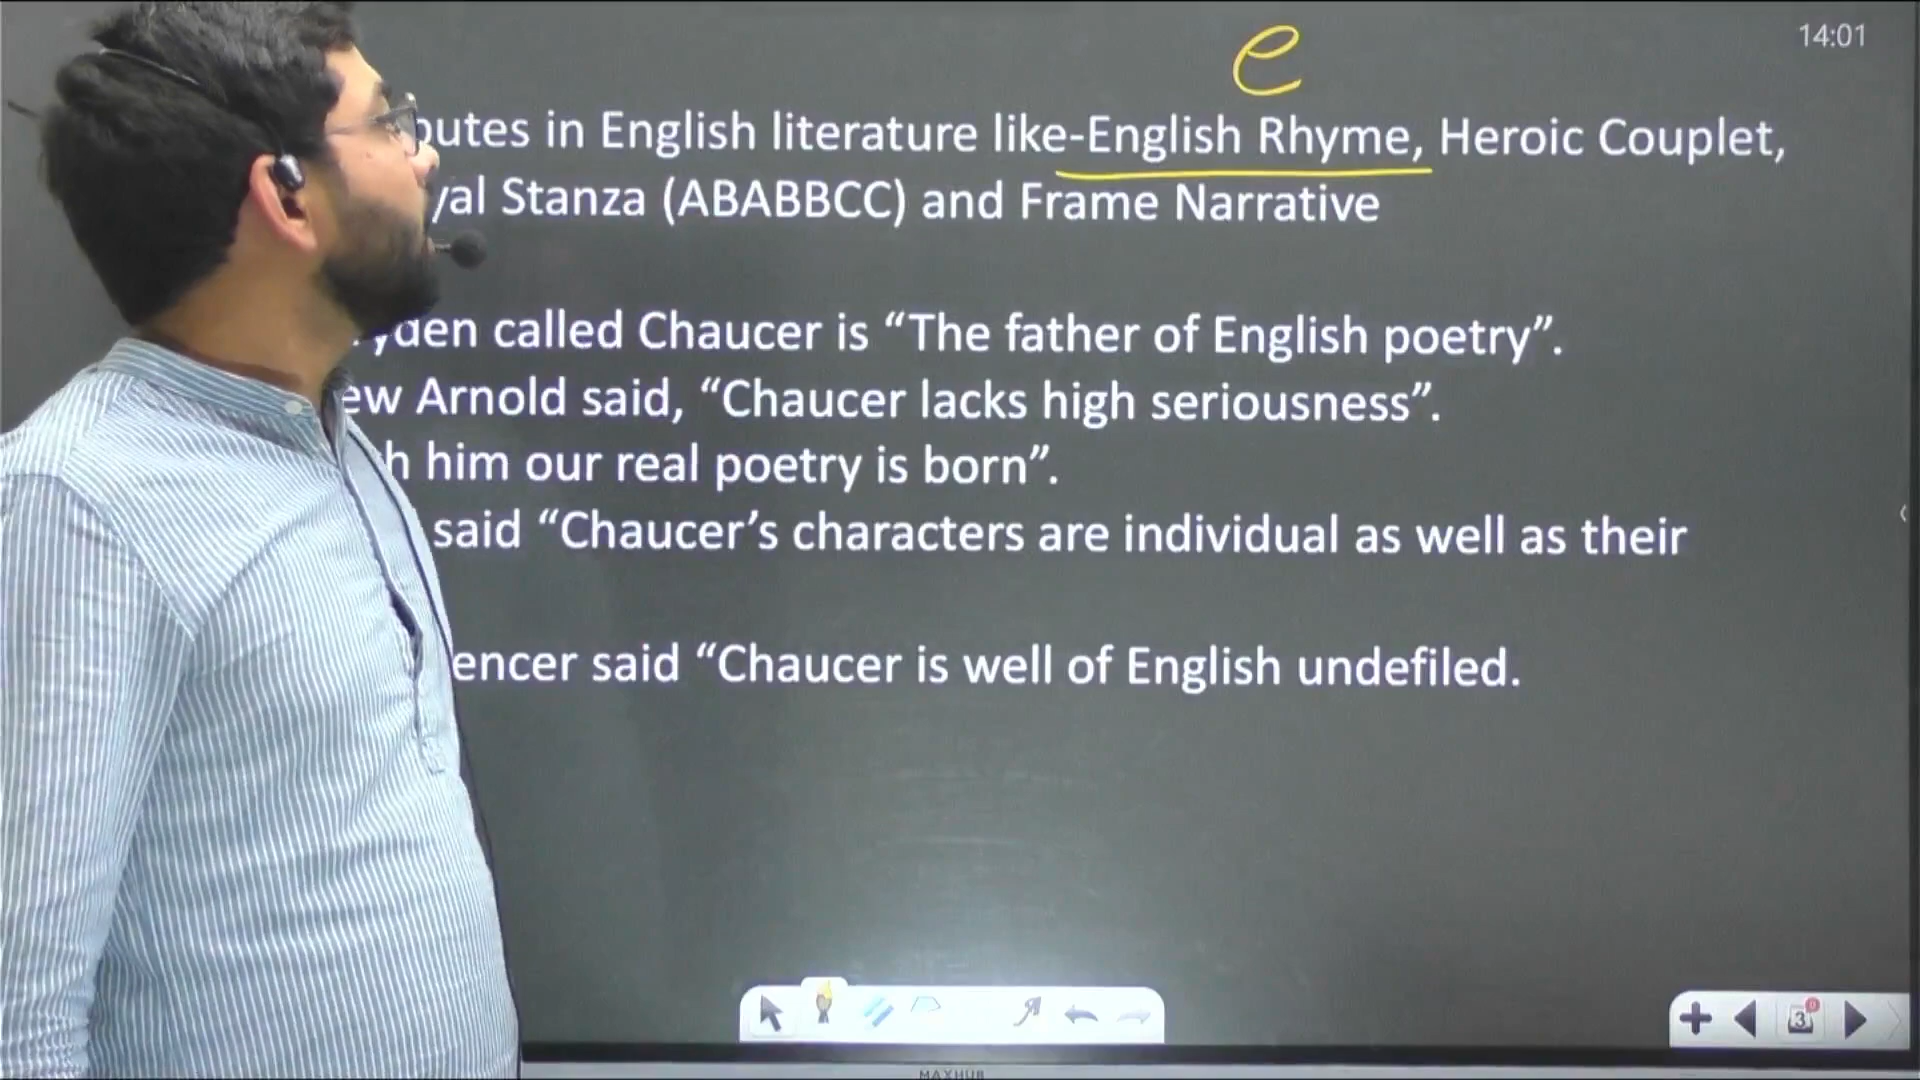 e
14:01
butes in English literature like-English Rhyme, Heroic Couplet,
yal Stanza (ABABBCC) and Frame Narrative
yden called Chaucer is “The father of English poetry”.
ew Arnold said, “Chaucer lacks high seriousness”.
h him our real poetry is born”.
said “Chaucer’s characters are individual as well as their
encer said “Chaucer is well of English undefiled.
3
MAXHUB